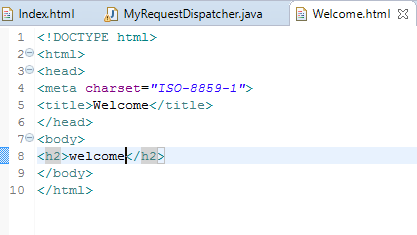 Index.html MyRequestDispatcher.java Welcome.html
1 <!DOCTYPE html>
2 <html>
3 <head>
4 <meta charset="ISO-8859-1">
5 <title>Welcome</title>
6 </head>
7 <body>
8 <h2>welcome</h2>
9 </body>
10 </html>